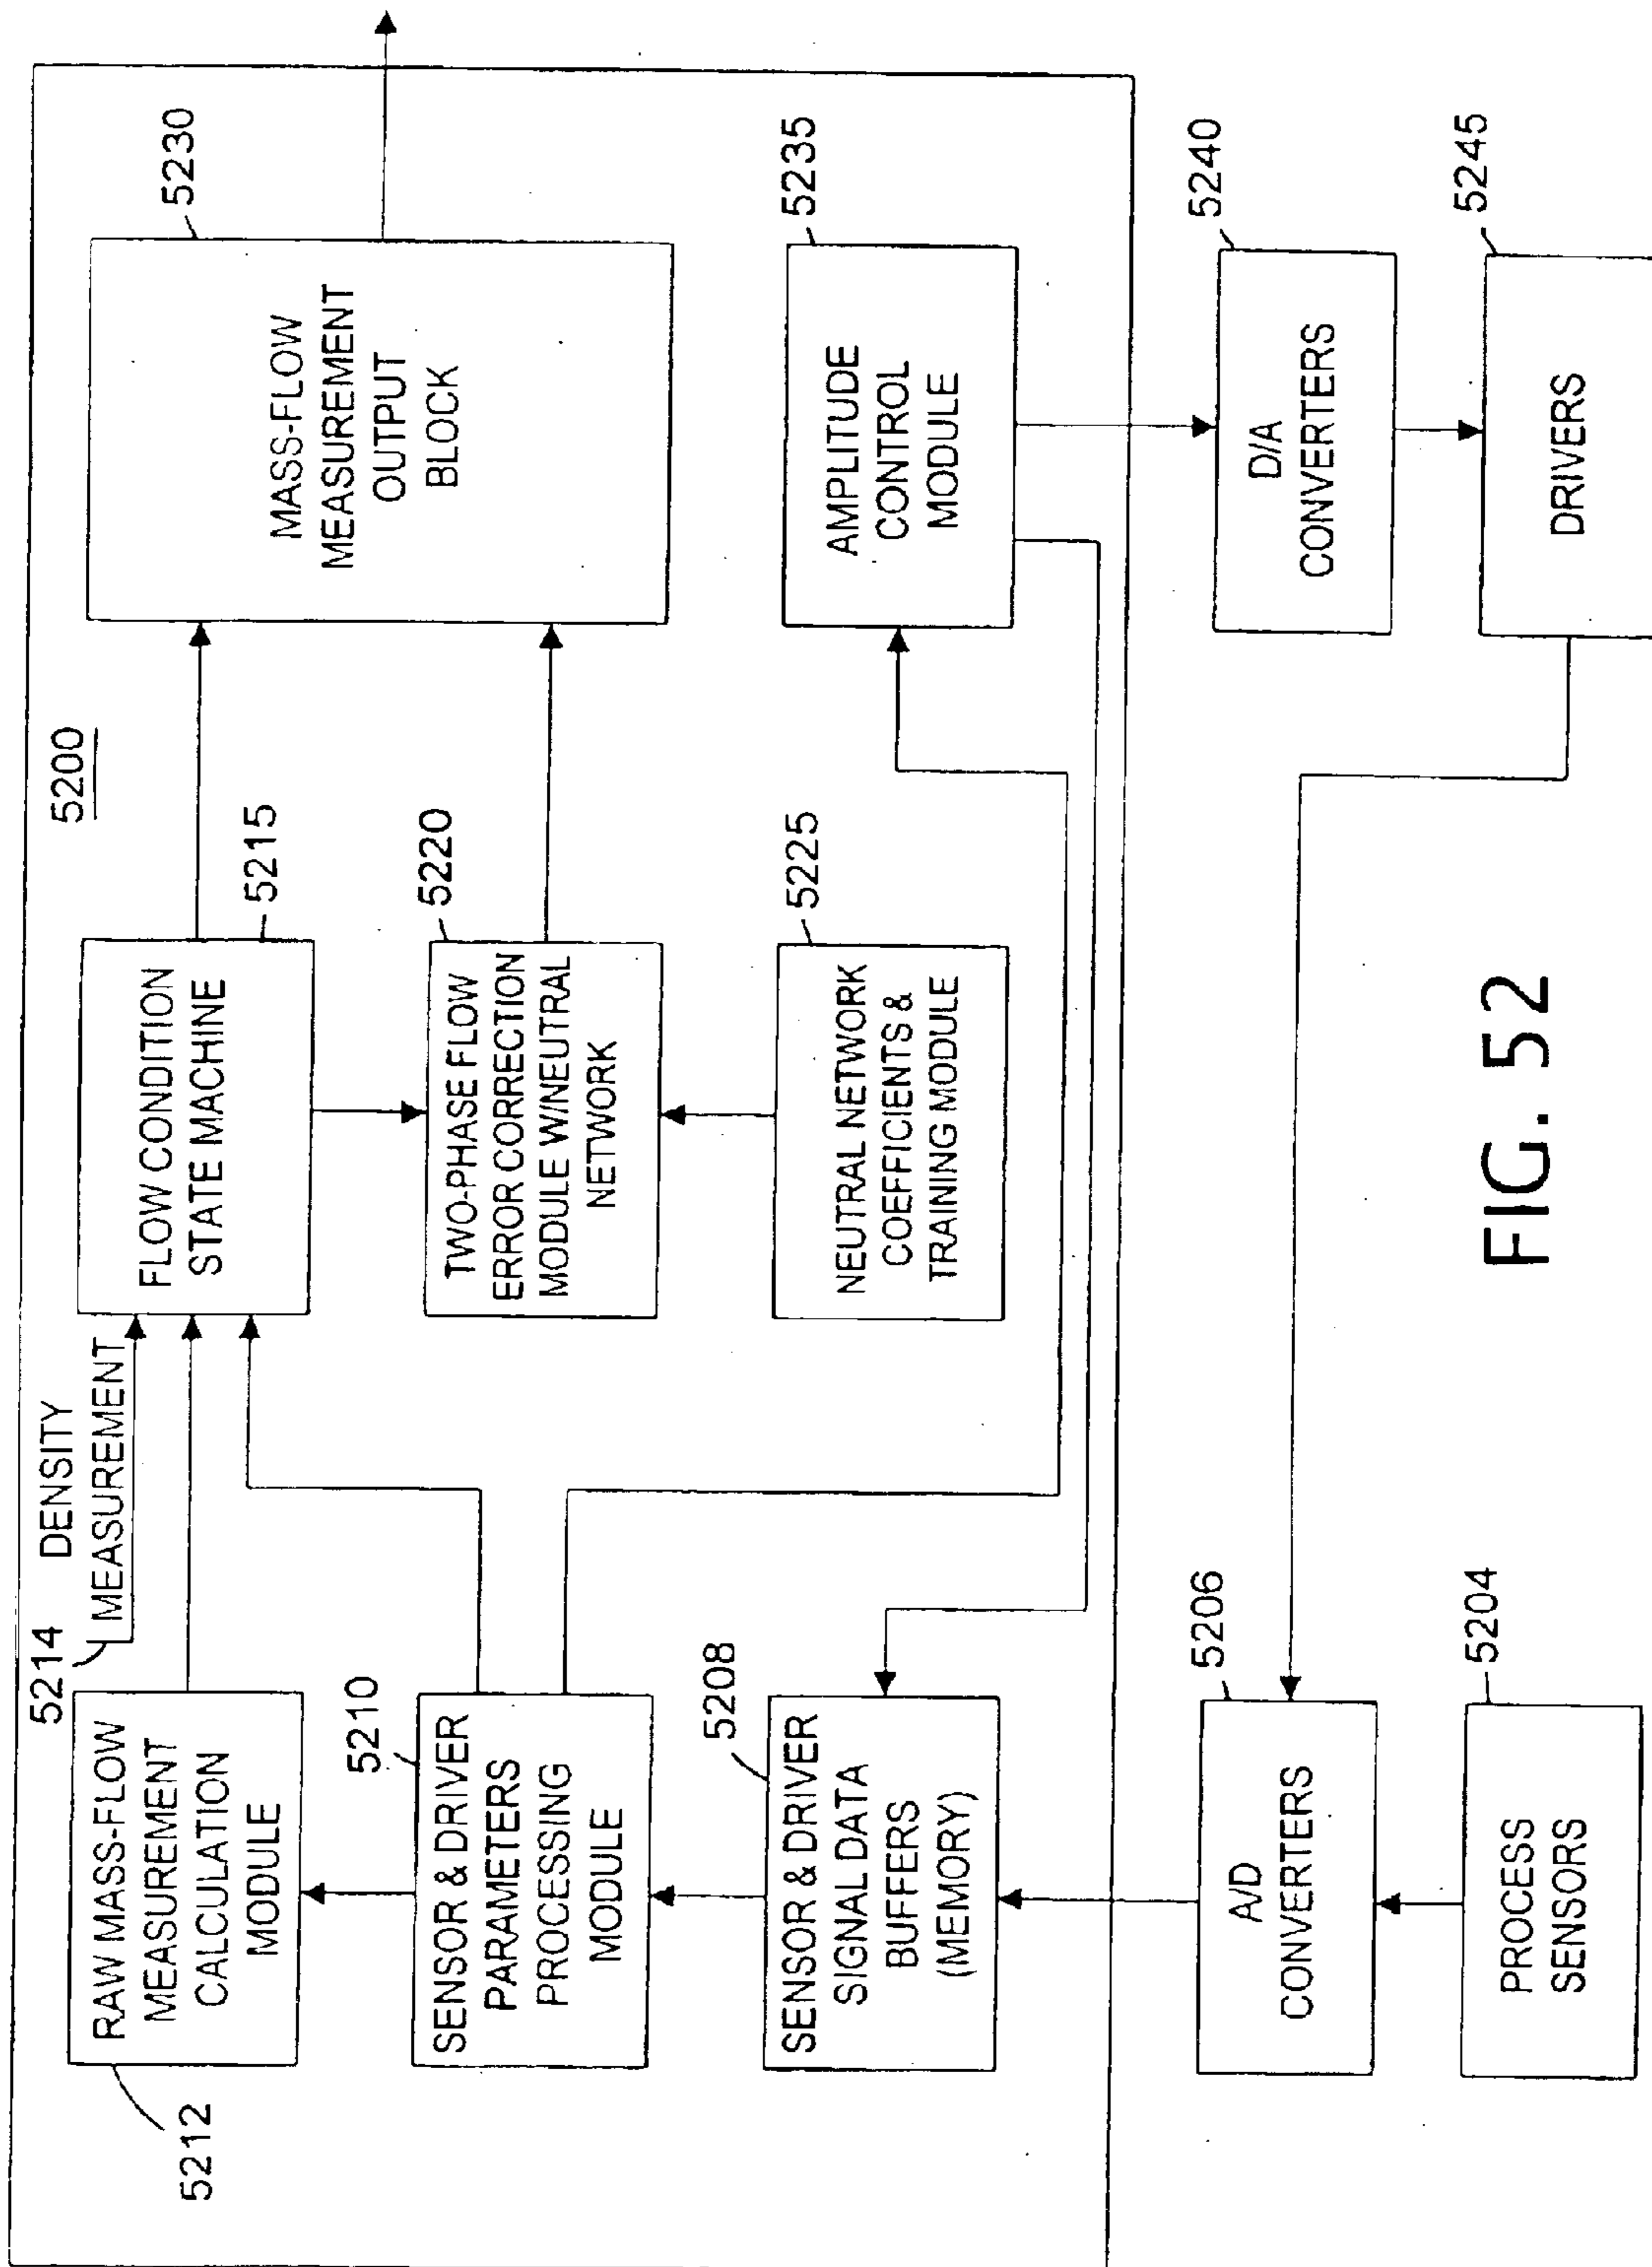 5200
5212
RAW MASS-FLOW
MEASUREMENT
CALCULATION
MODULE
5214
DENSITY
MEASUREMENT
FLOW CONDITION
STATE MACHINE
5215
MASS-FLOW
MEASUREMENT
OUTPUT
BLOCK
5230
5210
SENSOR & DRIVER
PARAMETERS
PROCESSING
MODULE
TWO-PHASE FLOW
ERROR CORRECTION
MODULE W/NEUTRAL
NETWORK
5220
5208
SENSOR & DRIVER
SIGNAL DATA
BUFFERS
(MEMORY)
NEUTRAL NETWORK
COEFFICIENTS &
TRAINING MODULE
5225
AMPLITUDE
CONTROL
MODULE
5235
A/D
CONVERTERS
5206
D/A
CONVERTERS
5240
PROCESS
SENSORS
5204
DRIVERS
5245
FIG. 52